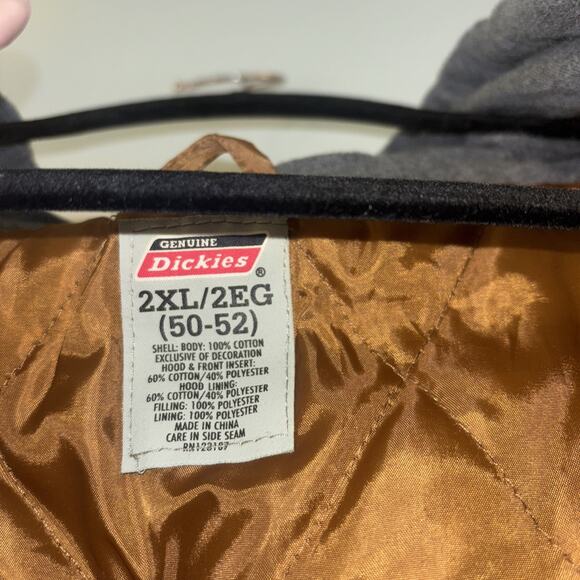 GENUINE
Dickies®
2XL/2EG
(50-52)
SHELL: BODY: 100% COTTON
EXCLUSIVE OF DECORATION
HOOD & FRONT INSERT:
60% COTTON/40% POLYESTER
HOOD LINING:
60% COTTON/40% POLYESTER
FILLING: 100% POLYESTER
LINING: 100% POLYESTER
MADE IN CHINA
CARE IN SIDE SEAM
RN128187